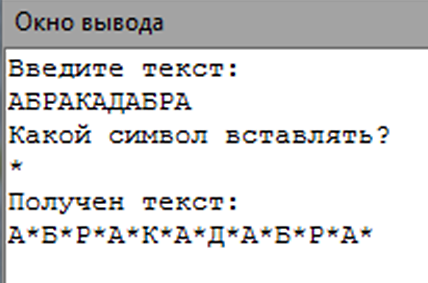 Окно вывода
Введите текст:
АБРАКАДАБРА
Какой символ вставлять?
*
Получен текст:
А*Б*Р*А*К*А*Д*А*Б*Р*А*